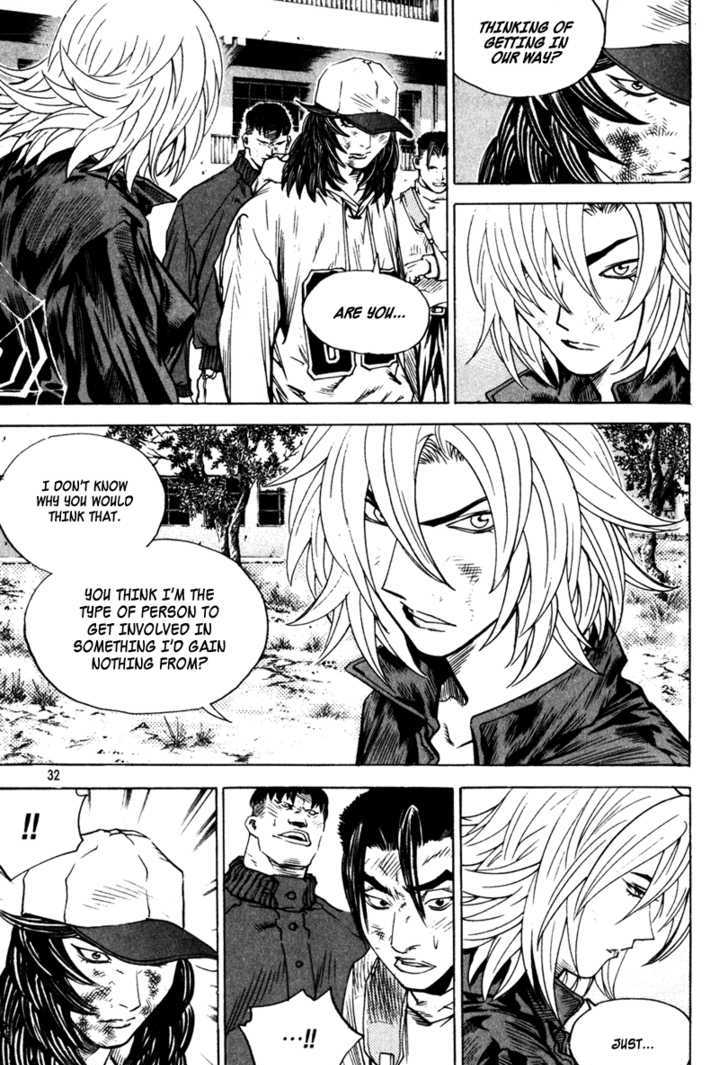 ARE YOU...
THINKING OF
GETTING IN
OUR WAY?
I DON'T KNOW
WHY YOU WOULD
THINK THAT.
YOU THINK I'M THE
TYPE OF PERSON TO
GET INVOLVED IN
SOMETHING I'D GAIN
NOTHING FROM?
32
!!
...!!
JUST...